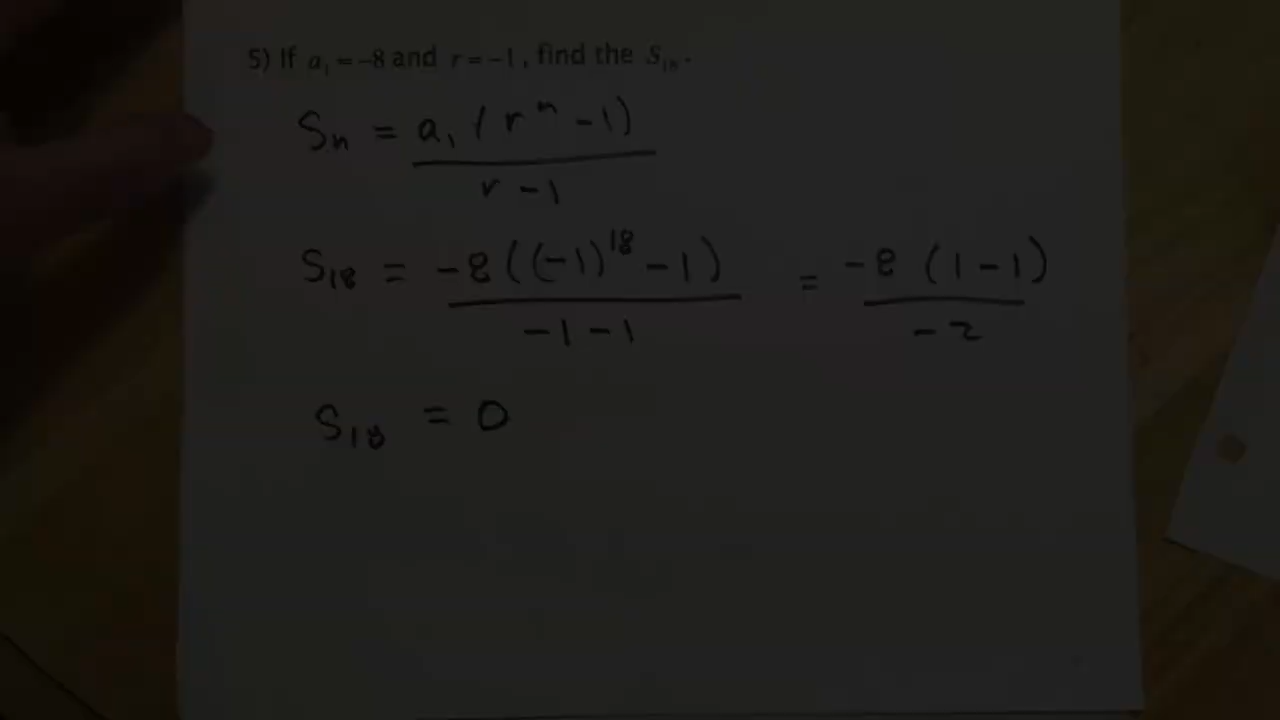 5) If a₁ = -8 and r = -1, find the S₁₈.
Sₙ = a₁(rⁿ - 1)
r - 1
S₁₈ = -8((-1)¹⁸ - 1) = -8(1 - 1)
-1 - 1 -2
S₁₈ = 0